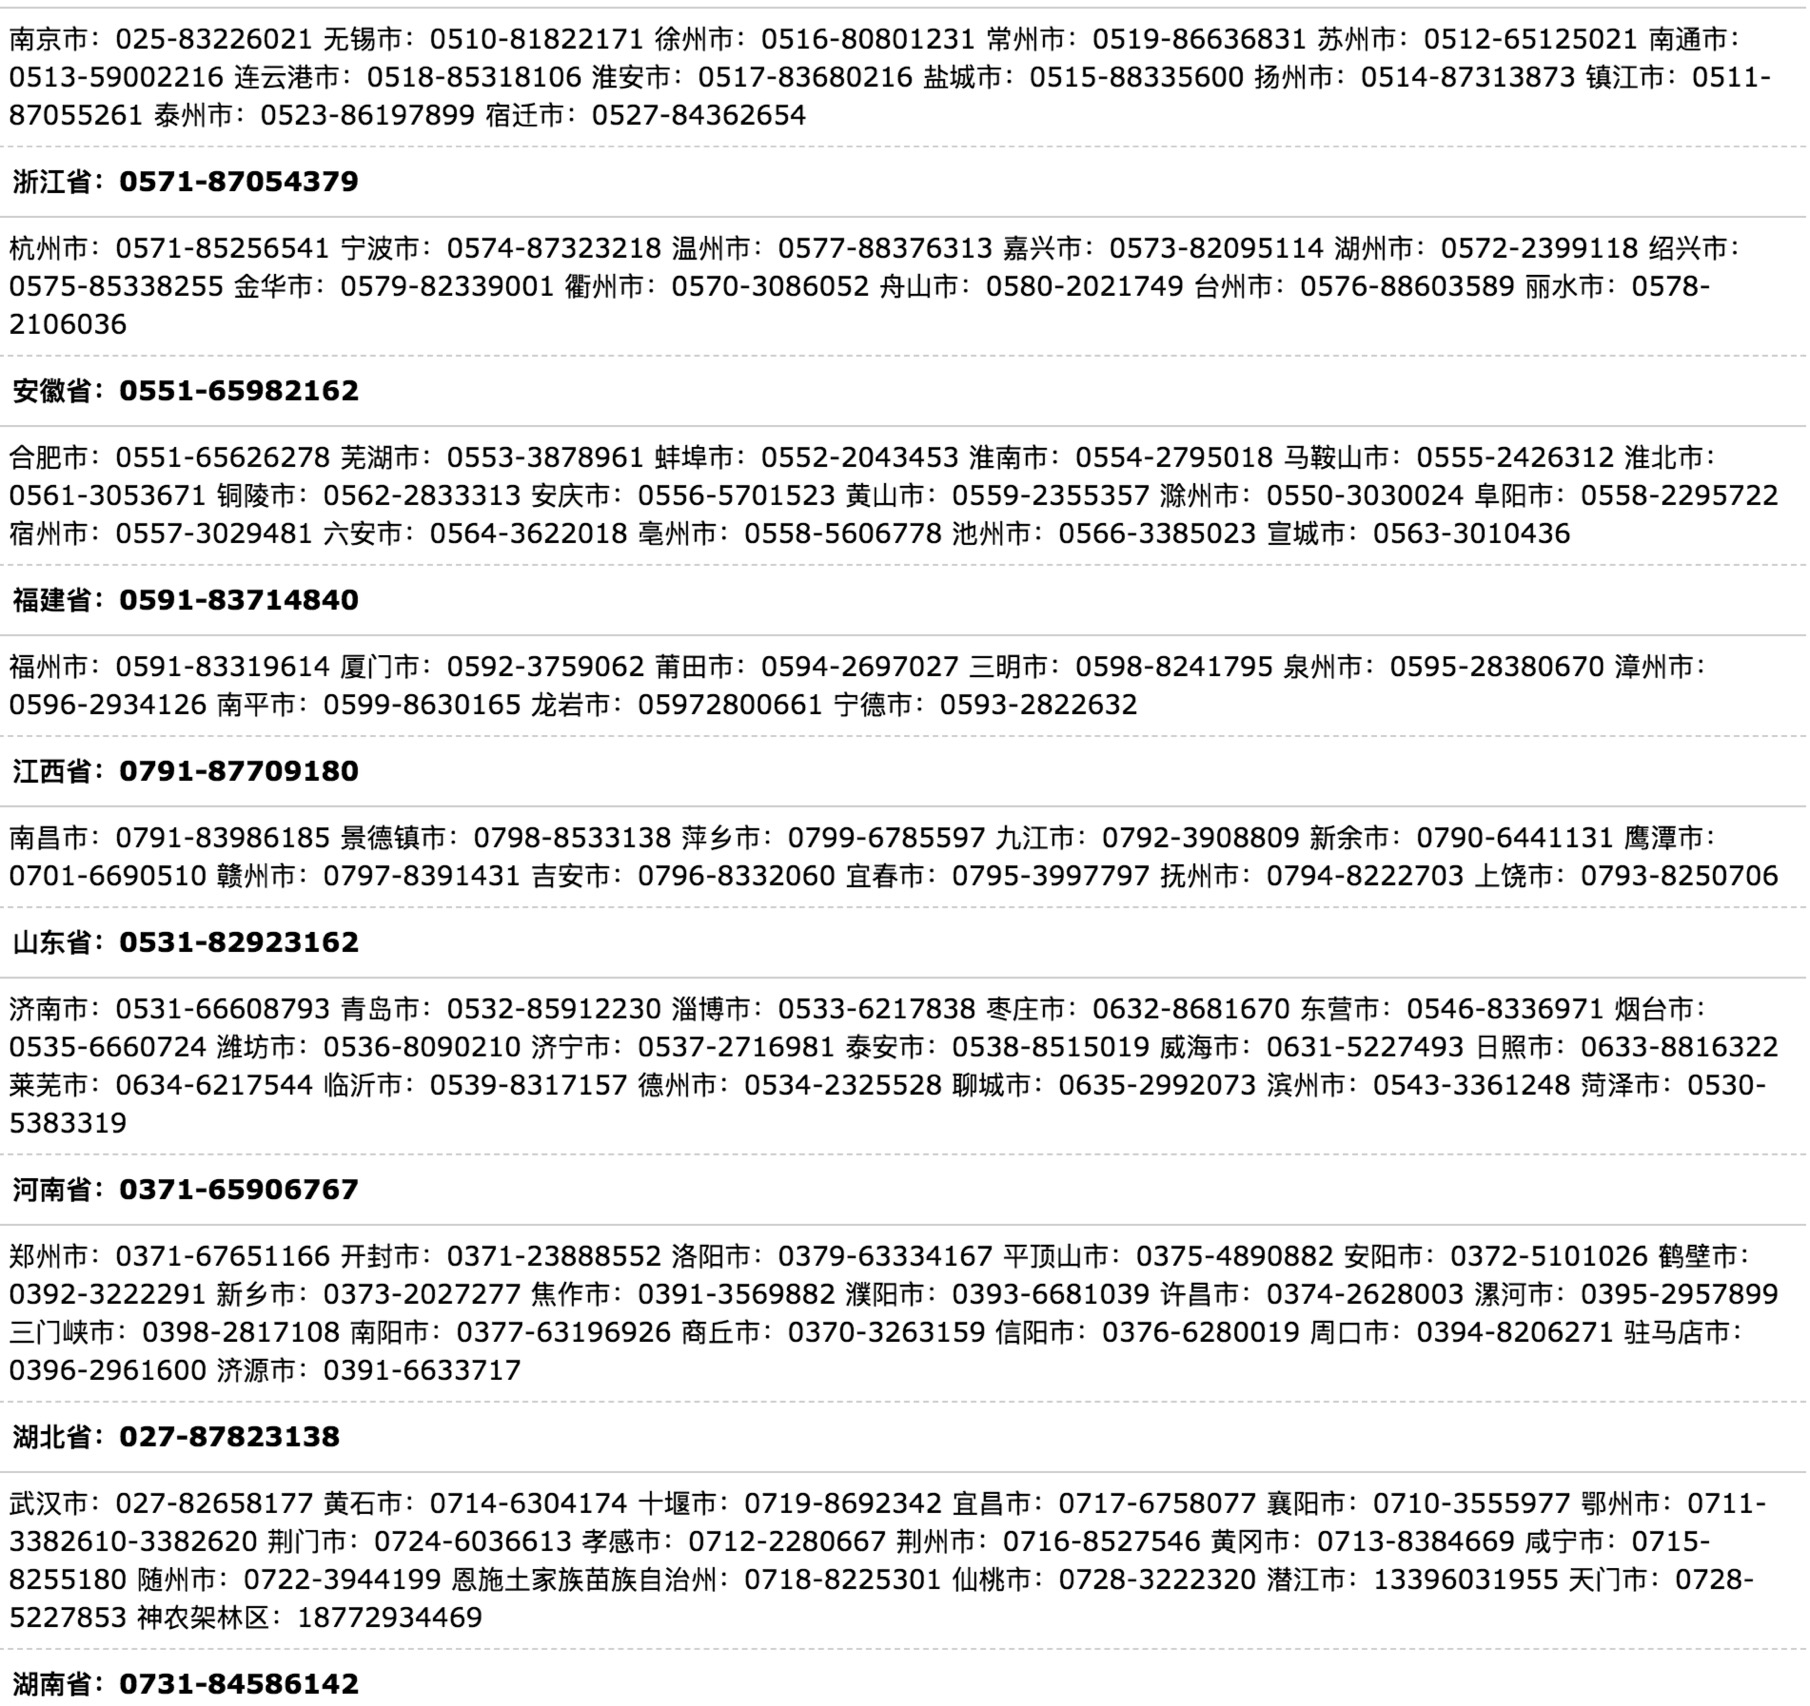 南京市：025-83226021 无锡市：0510-81822171 徐州市：0516-80801231 常州市：0519-86636831 苏州市：0512-65125021 南通市：
0513-59002216 连云港市：0518-85318106 淮安市：0517-83680216 盐城市：0515-88335600 扬州市：0514-87313873 镇江市：0511-
87055261 泰州市：0523-86197899 宿迁市：0527-84362654
浙江省：0571-87054379
杭州市：0571-85256541 宁波市：0574-87323218 温州市：0577-88376313 嘉兴市：0573-82095114 湖州市：0572-2399118 绍兴市：
0575-85338255 金华市：0579-82339001 衢州市：0570-3086052 舟山市：0580-2021749 台州市：0576-88603589 丽水市：0578-
2106036
安徽省：0551-65982162
合肥市：0551-65626278 芜湖市：0553-3878961 蚌埠市：0552-2043453 淮南市：0554-2795018 马鞍山市：0555-2426312 淮北市：
0561-3053671 铜陵市：0562-2833313 安庆市：0556-5701523 黄山市：0559-2355357 滁州市：0550-3030024 阜阳市：0558-2295722
宿州市：0557-3029481 六安市：0564-3622018 亳州市：0558-5606778 池州市：0566-3385023 宣城市：0563-3010436
福建省：0591-83714840
福州市：0591-83319614 厦门市：0592-3759062 莆田市：0594-2697027 三明市：0598-8241795 泉州市：0595-28380670 漳州市：
0596-2934126 南平市：0599-8630165 龙岩市：05972800661 宁德市：0593-2822632
江西省：0791-87709180
南昌市：0791-83986185 景德镇市：0798-8533138 萍乡市：0799-6785597 九江市：0792-3908809 新余市：0790-6441131 鹰潭市：
0701-6690510 赣州市：0797-8391431 吉安市：0796-8332060 宜春市：0795-3997797 抚州市：0794-8222703 上饶市：0793-8250706
山东省：0531-82923162
济南市：0531-66608793 青岛市：0532-85912230 淄博市：0533-6217838 枣庄市：0632-8681670 东营市：0546-8336971 烟台市：
0535-6660724 潍坊市：0536-8090210 济宁市：0537-2716981 泰安市：0538-8515019 威海市：0631-5227493 日照市：0633-8816322
莱芜市：0634-6217544 临沂市：0539-8317157 德州市：0534-2325528 聊城市：0635-2992073 滨州市：0543-3361248 菏泽市：0530-
5383319
河南省：0371-65906767
郑州市：0371-67651166 开封市：0371-23888552 洛阳市：0379-63334167 平顶山市：0375-4890882 安阳市：0372-5101026 鹤壁市：
0392-3222291 新乡市：0373-2027277 焦作市：0391-3569882 濮阳市：0393-6681039 许昌市：0374-2628003 漯河市：0395-2957899
三门峡市：0398-2817108 南阳市：0377-63196926 商丘市：0370-3263159 信阳市：0376-6280019 周口市：0394-8206271 驻马店市：
0396-2961600 济源市：0391-6633717
湖北省：027-87823138
武汉市：027-82658177 黄石市：0714-6304174 十堰市：0719-8692342 宜昌市：0717-6758077 襄阳市：0710-3555977 鄂州市：0711-
3382610-3382620 荆门市：0724-6036613 孝感市：0712-2280667 荆州市：0716-8527546 黄冈市：0713-8384669 咸宁市：0715-
8255180 随州市：0722-3944199 恩施土家族苗族自治州：0718-8225301 仙桃市：0728-3222320 潜江市：13396031955 天门市：0728-
5227853 神农架林区：18772934469
湖南省：0731-84586142